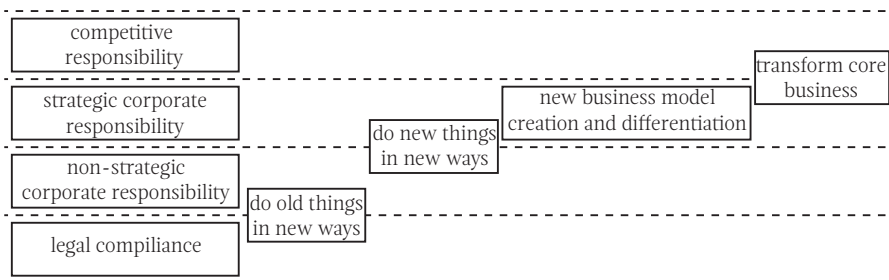 competitive
responsibility
transform core
business
strategic corporate
responsibility
new business model
creation and differentiation
do new things
in new ways
non-strategic
corporate responsibility
do old things
in new ways
legal compiliance